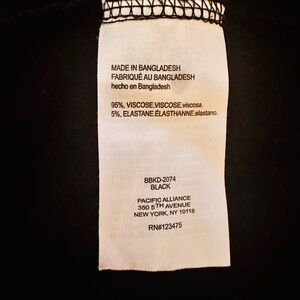 MADE IN BANGLADESH
FABRIQUÉ AU BANGLADESH
hecho en Bangladesh
95%, VISCOSE.VISCOSE.viscosa.
5%, ELASTANE.ÉLASTHANNE.elastano.
BBKD-2074
BLACK
PACIFIC ALLIANCE
350 5TH AVENUE
NEW YORK, NY 10118
RN#123475